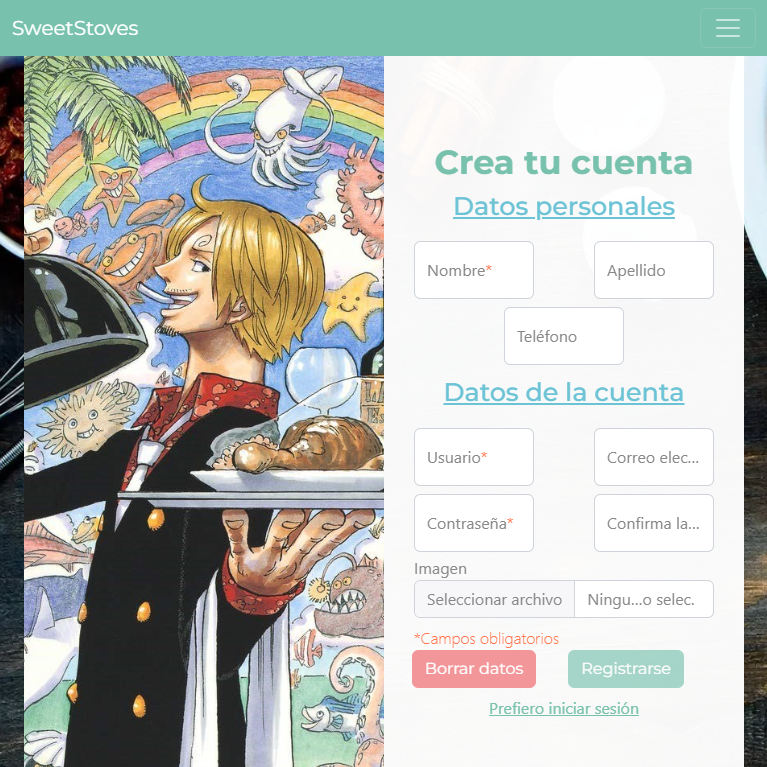 SweetStoves
Crea tu cuenta
Datos personales
Nombre*
Apellido
Teléfono
Datos de la cuenta
Usuario*
Correo elec...
Contraseña*
Confirma la...
Imagen
Seleccionar archivo
Ningu...o selec.
*Campos obligatorios
Borrar datos
Registrarse
Prefiero iniciar sesión